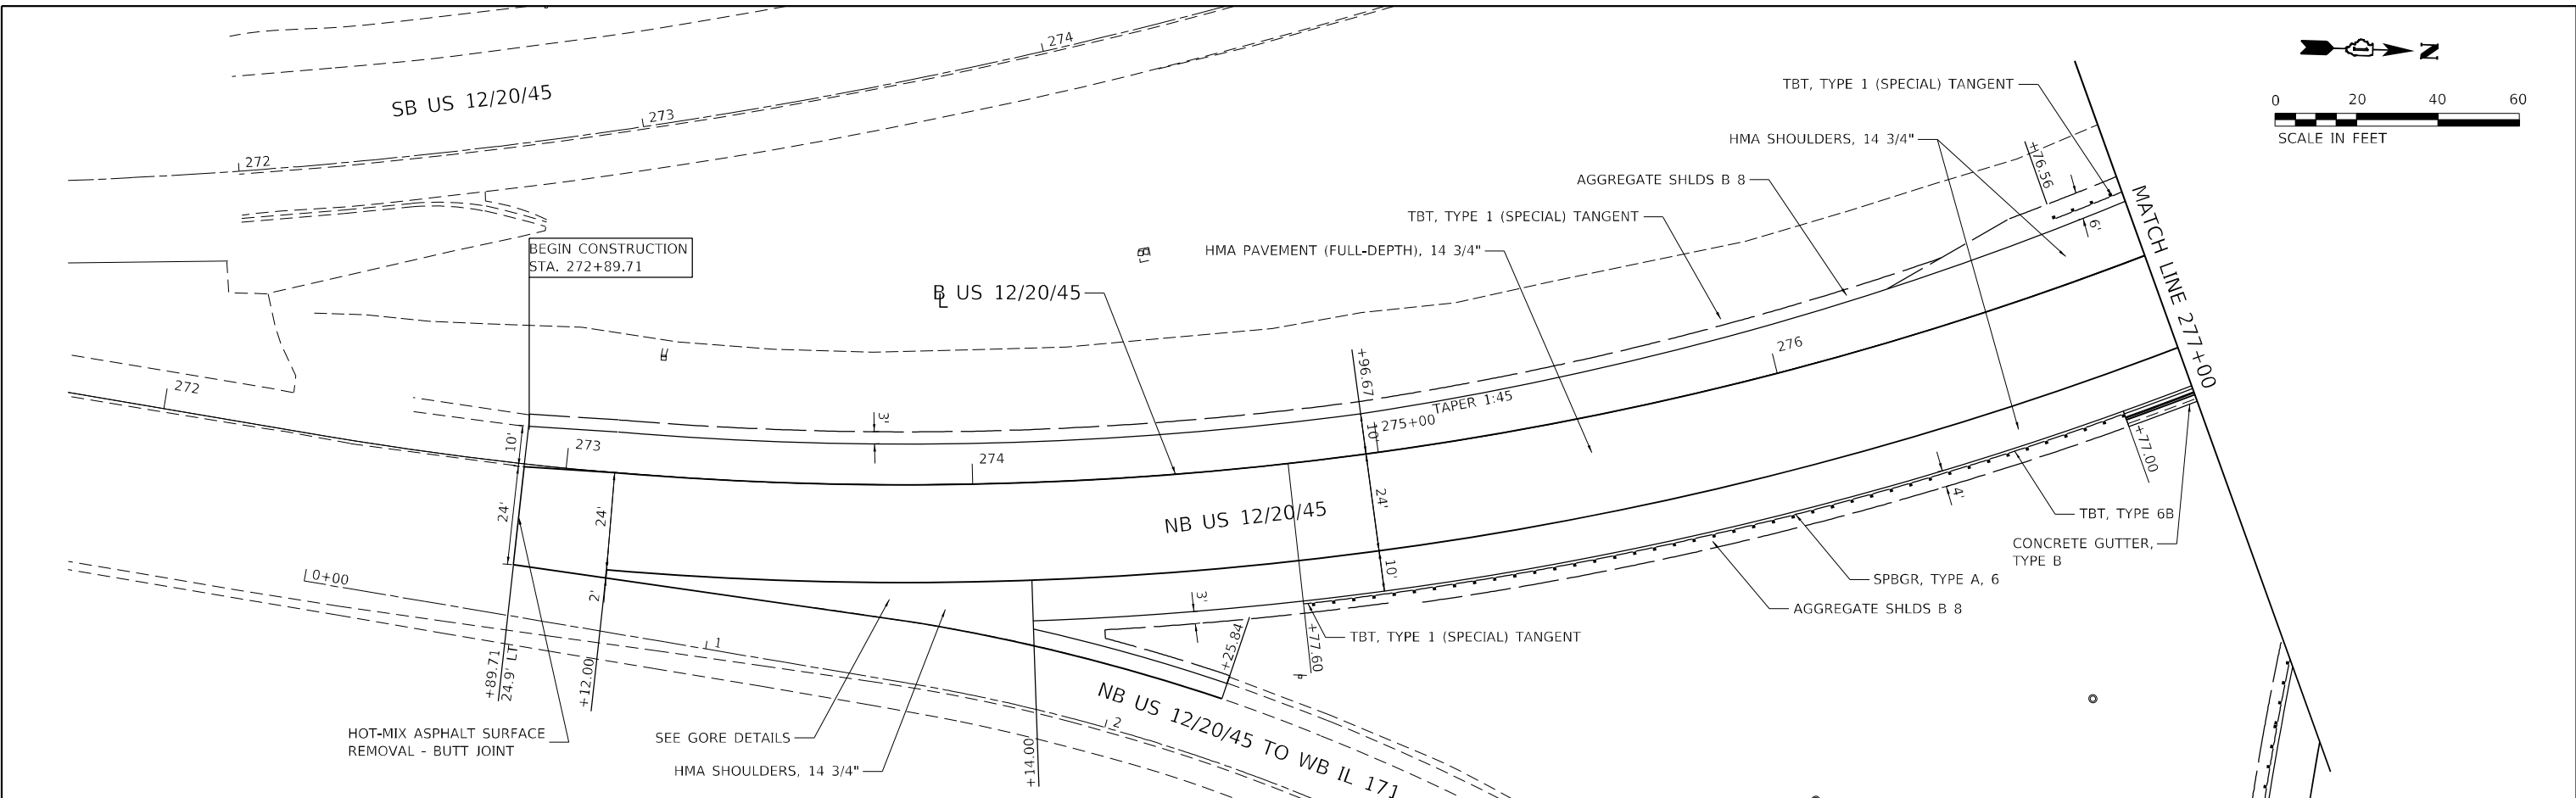 274
SB US 12/20/45
273
272
N
0 20 40 60
SCALE IN FEET
TBT, TYPE 1 (SPECIAL) TANGENT
HMA SHOULDERS, 14 3/4"
AGGREGATE SHLDS B 8
TBT, TYPE 1 (SPECIAL) TANGENT
HMA PAVEMENT (FULL-DEPTH), 14 3/4"
+76.56
6'
MATCH LINE 277+00
BEGIN CONSTRUCTION
STA. 272+89.71
B
L US 12/20/45
272
273
274
275+00
276
TAPER 1:45
+96.67
10'
3'
10'
24'
24'
24'
NB US 12/20/45
10'
2'
3'
4'
+77.00
TBT, TYPE 6B
CONCRETE GUTTER,
TYPE B
SPBGR, TYPE A, 6
AGGREGATE SHLDS B 8
TBT, TYPE 1 (SPECIAL) TANGENT
+77.60
+25.84
0+00
1
2
+89.71
24.9' LT
+12.00
+14.00
NB US 12/20/45 TO WB IL 171
HOT-MIX ASPHALT SURFACE
REMOVAL - BUTT JOINT
SEE GORE DETAILS
HMA SHOULDERS, 14 3/4"